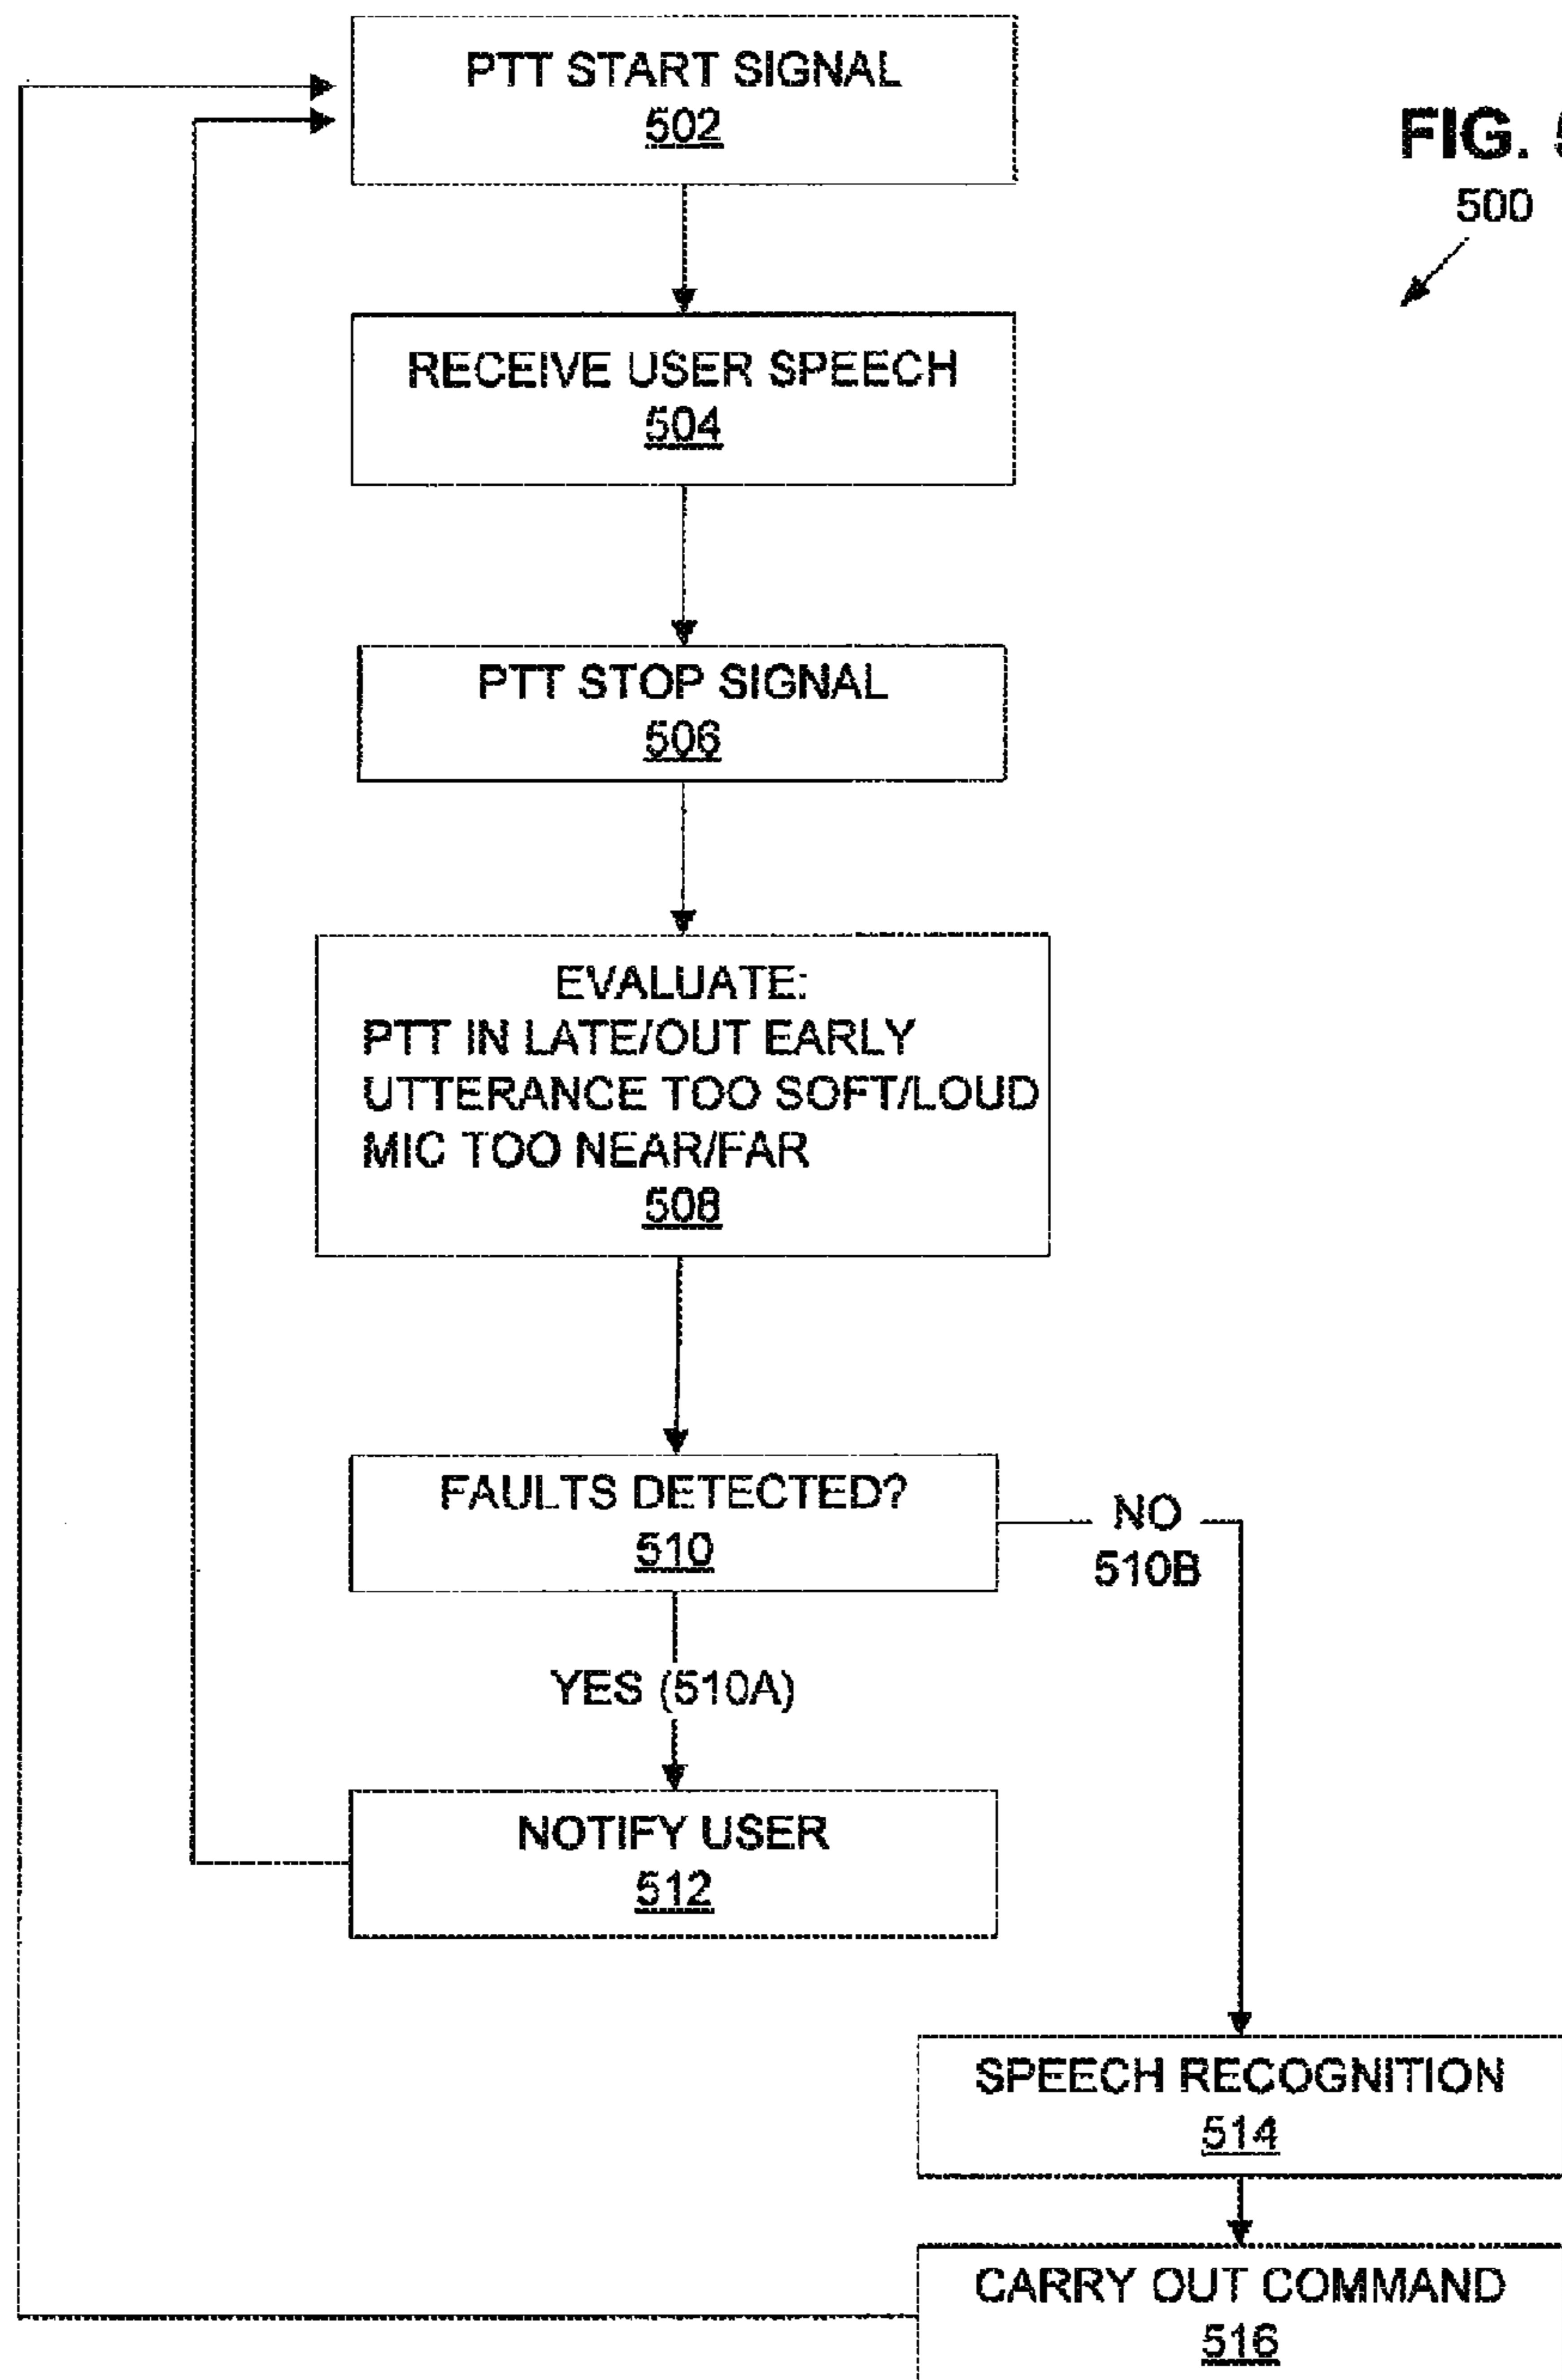 PTT START SIGNAL
502
FIG. 5
500
RECEIVE USER SPEECH
504
PTT STOP SIGNAL
506
EVALUATE:
PTT IN LATE/OUT EARLY
UTTERANCE TOO SOFT/LOUD
MIC TOO NEAR/FAR
508
FAULTS DETECTED?
510
NO
510B
YES (510A)
NOTIFY USER
512
SPEECH RECOGNITION
514
CARRY OUT COMMAND
516